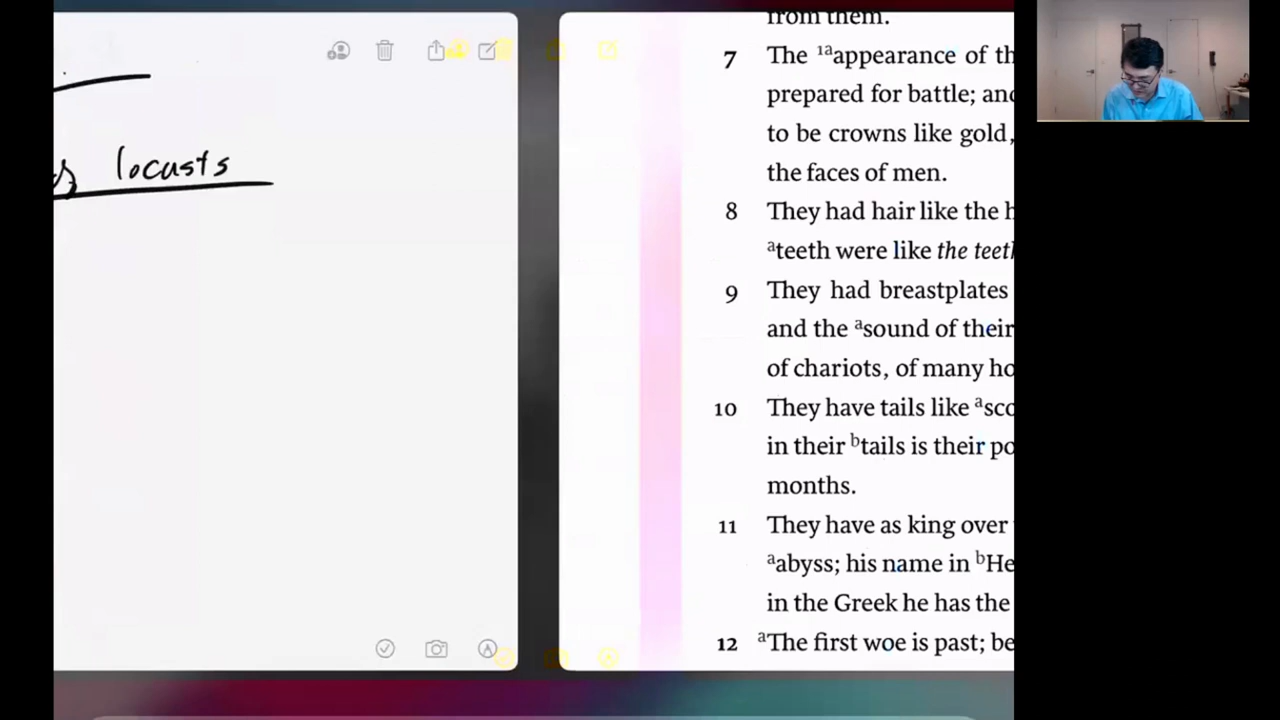 locasts
from them.
7 The ¹ᵃappearance of th
prepared for battle; and
to be crowns like gold,
the faces of men.
8 They had hair like the h
ᵃteeth were like the teeth
9 They had breastplates
and the ᵃsound of their
of chariots, of many ho
10 They have tails like ᵃsco
in their ᵇtails is their po
months.
11 They have as king over
ᵃabyss; his name in ᵇHe
in the Greek he has the
12 ᵃThe first woe is past; be